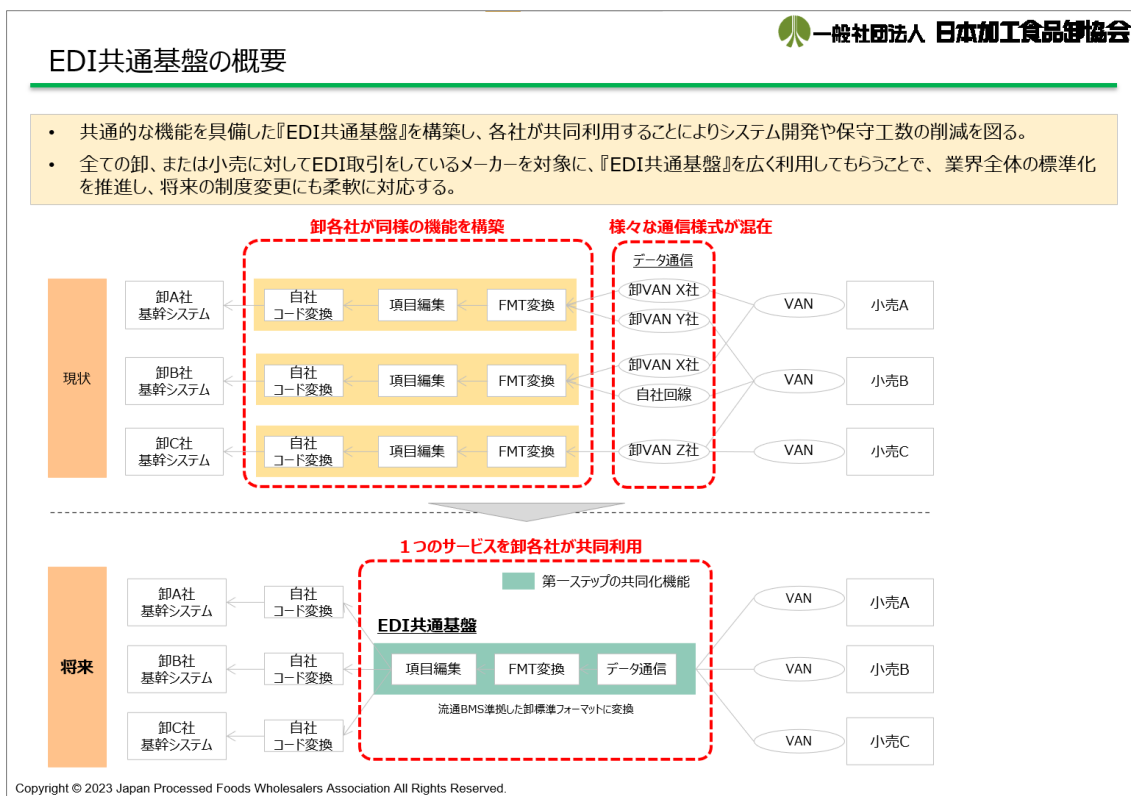 一般社団法人 日本加工食品卸協会
EDI共通基盤の概要
• 共通的な機能を具備した『EDI共通基盤』を構築し、各社が共同利用することによりシステム開発や保守工数の削減を図る。
• 全ての卸、または小売に対してEDI取引をしているメーカーを対象に、『EDI共通基盤』を広く利用してもらうことで、業界全体の標準化
を推進し、将来の制度変更にも柔軟に対応する。
卸各社が同様の機能を構築
様々な通信様式が混在
データ通信
現状
卸A社
基幹システム
自社
コード変換
項目編集
FMT変換
卸VAN X社
卸VAN Y社
VAN
小売A
卸B社
基幹システム
自社
コード変換
項目編集
FMT変換
卸VAN X社
自社回線
VAN
小売B
卸C社
基幹システム
自社
コード変換
項目編集
FMT変換
卸VAN Z社
VAN
小売C
１つのサービスを卸各社が共同利用
第一ステップの共同化機能
将来
卸A社
基幹システム
自社
コード変換
VAN
小売A
EDI共通基盤
卸B社
基幹システム
自社
コード変換
項目編集
FMT変換
データ通信
VAN
小売B
流通BMS準拠した卸標準フォーマットに変換
卸C社
基幹システム
自社
コード変換
VAN
小売C
Copyright © 2023 Japan Processed Foods Wholesalers Association All Rights Reserved.